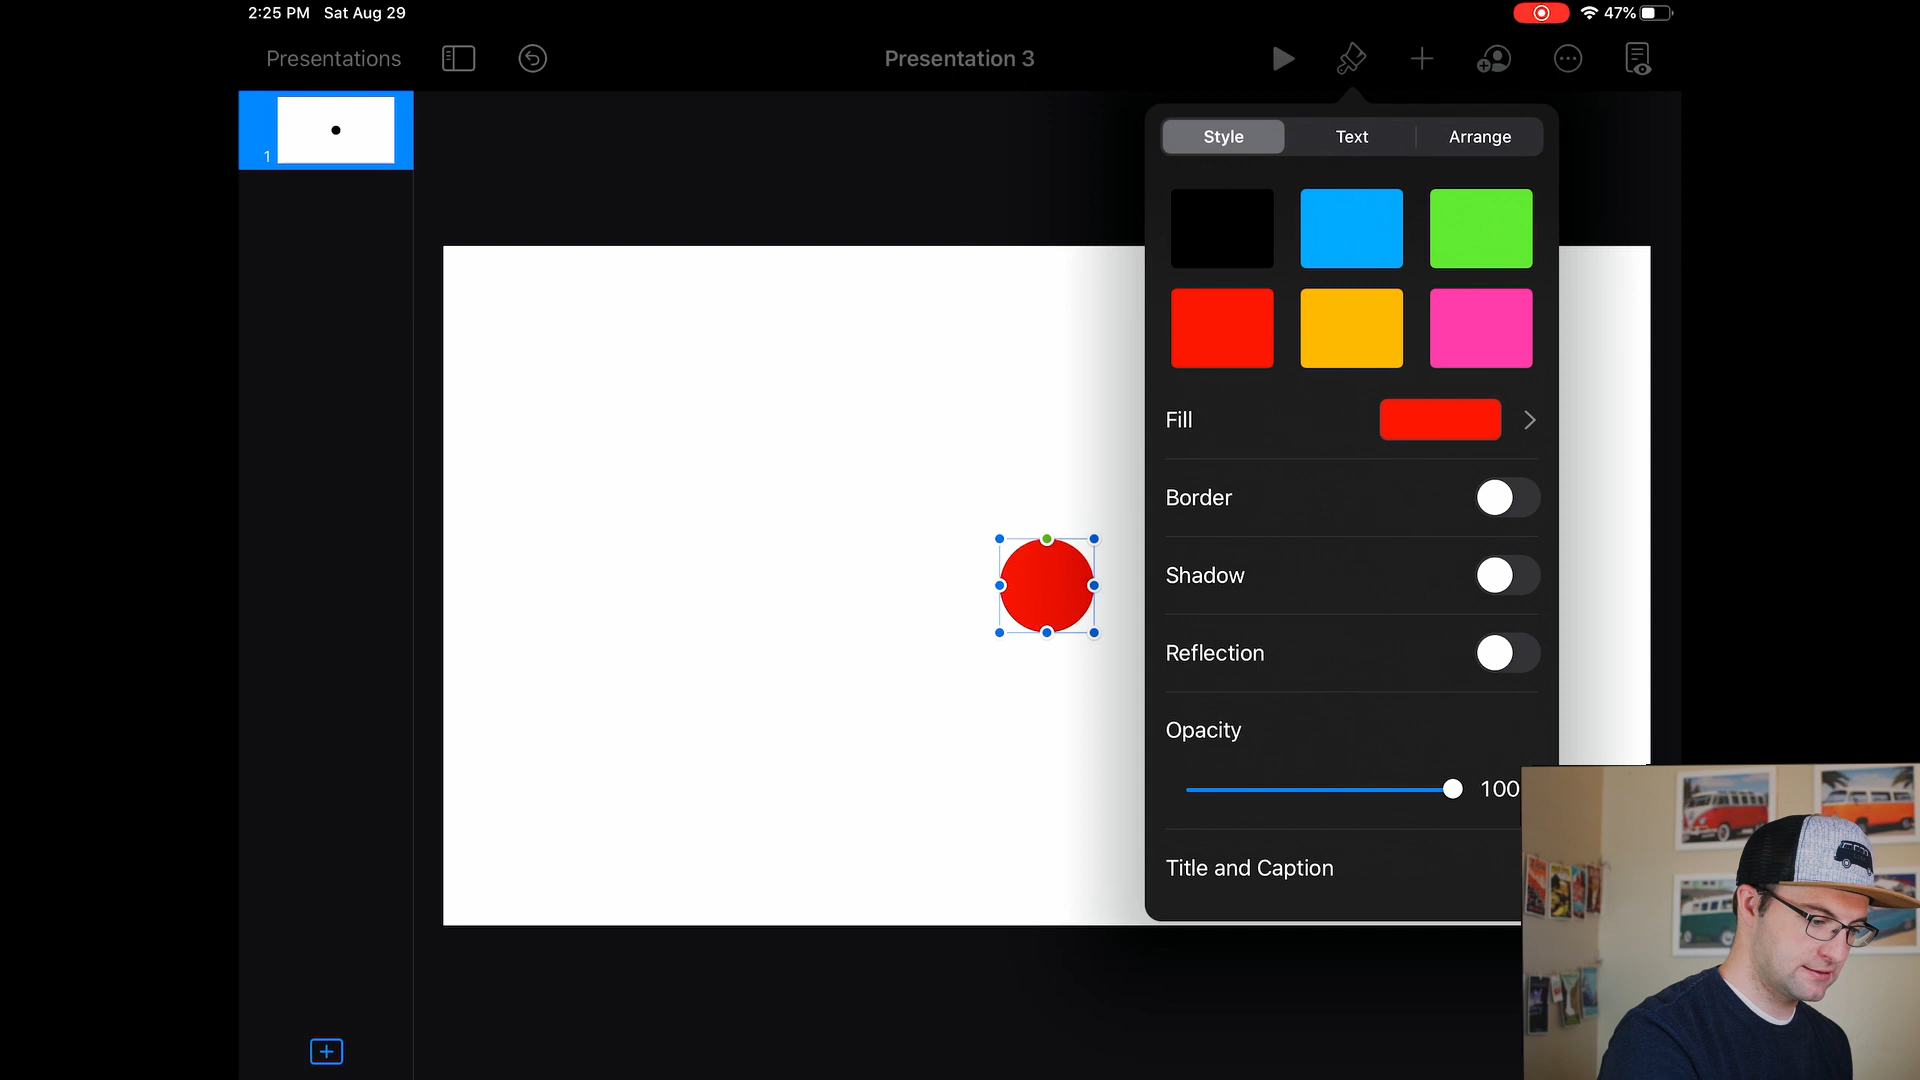 2:25 PM Sat Aug 29
47%
Presentations
Presentation 3
1
Style
Text
Arrange
Fill
Border
Shadow
Reflection
Opacity
100
Title and Caption